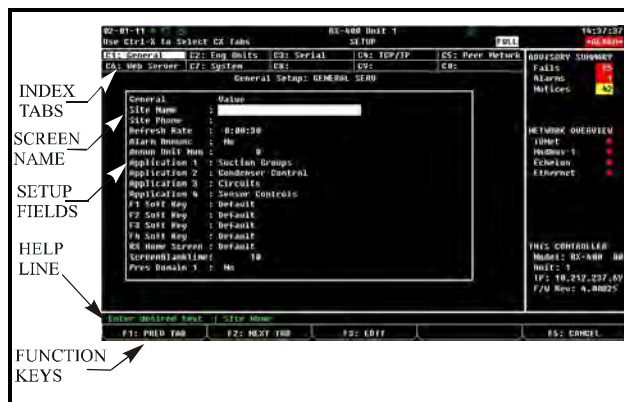 02-01-11
RX-400 Unit 1
14:37:37
Use Ctrl-X to Select CX Tabs
SETUP
FULL
*ALARM*
C1: General
C2: Eng Units
C3: Serial
C4: TCP/IP
C5: Peer Network
C6: Web Server
C7: System
C8:
C9:
C0:
General Setup: GENERAL SERV
ADVISORY SUMMARY
Fails
Alarms
Notices 42
NETWORK OVERVIEW
IONet
Modbus-1
Echelon
Ethernet
THIS CONTROLLER
Model: RX-400 00
Unit: 1
F/W Rev: 4.00B25
General Value
Site Name :
Site Phone :
Refresh Rate : 0:00:30
Alarm Annunc : No
Annun Unit Num : 0
Application 1 : Suction Groups
Application 2 : Condenser Control
Application 3 : Circuits
Application 4 : Sensor Controls
F1 Soft Key : Default
F2 Soft Key : Default
F3 Soft Key : Default
F4 Soft Key : Default
RX Home Screen : Default
ScreenBlankTime: 10
Pres Domain 1 : No
Enter desired text | Site Name
F1: PREV TAB
F2: NEXT TAB
F3: EDIT
F5: CANCEL
INDEX
TABS
SCREEN
NAME
SETUP
FIELDS
HELP
LINE
FUNCTION
KEYS